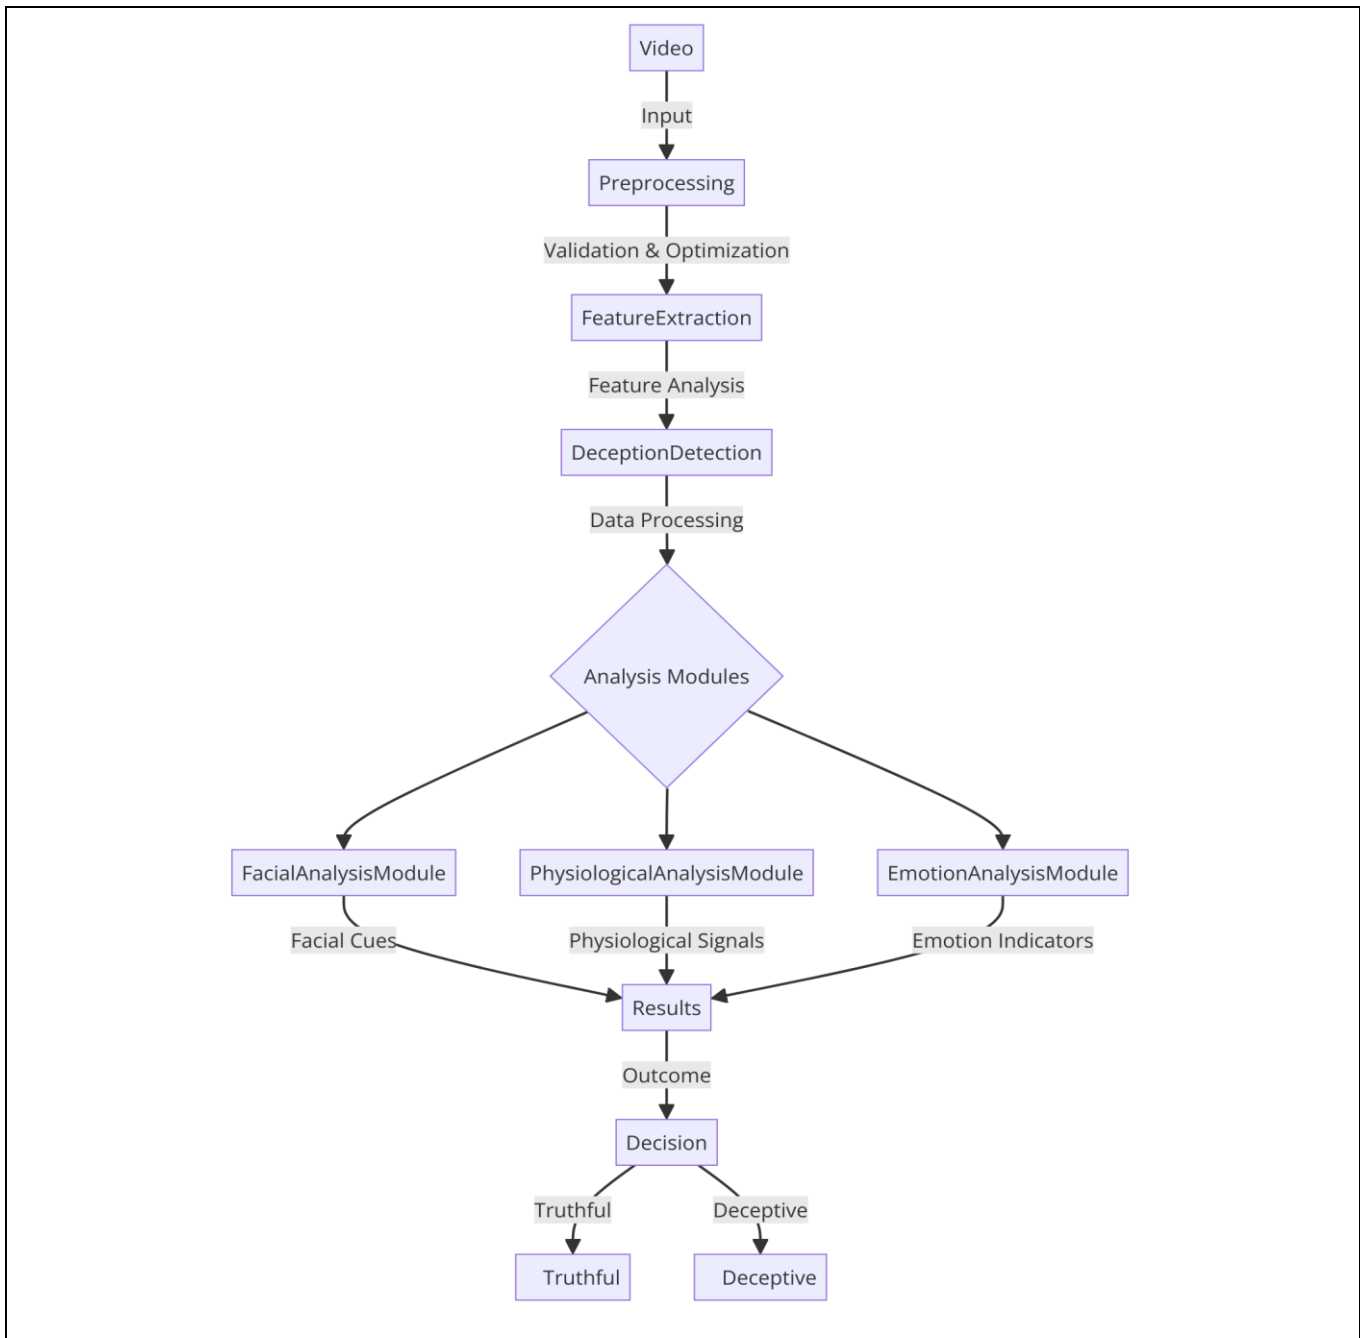 Video
Input
Preprocessing
Validation & Optimization
FeatureExtraction
Feature Analysis
DeceptionDetection
Data Processing
Analysis Modules
FacialAnalysisModule
PhysiologicalAnalysisModule
EmotionAnalysisModule
Facial Cues
Physiological Signals
Emotion Indicators
Results
Outcome
Decision
Truthful
Deceptive
Truthful
Deceptive